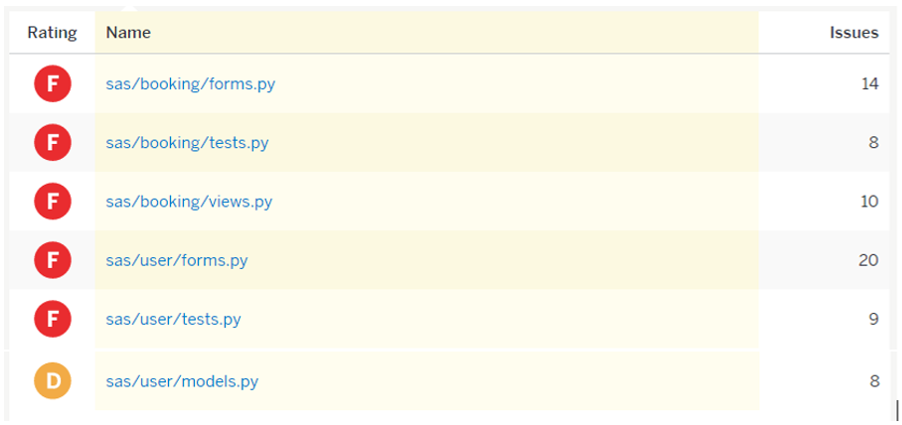 Rating Name Issues
F sas/booking/forms.py 14
F sas/booking/tests.py 8
F sas/booking/views.py 10
F sas/user/forms.py 20
F sas/user/tests.py 9
D sas/user/models.py 8